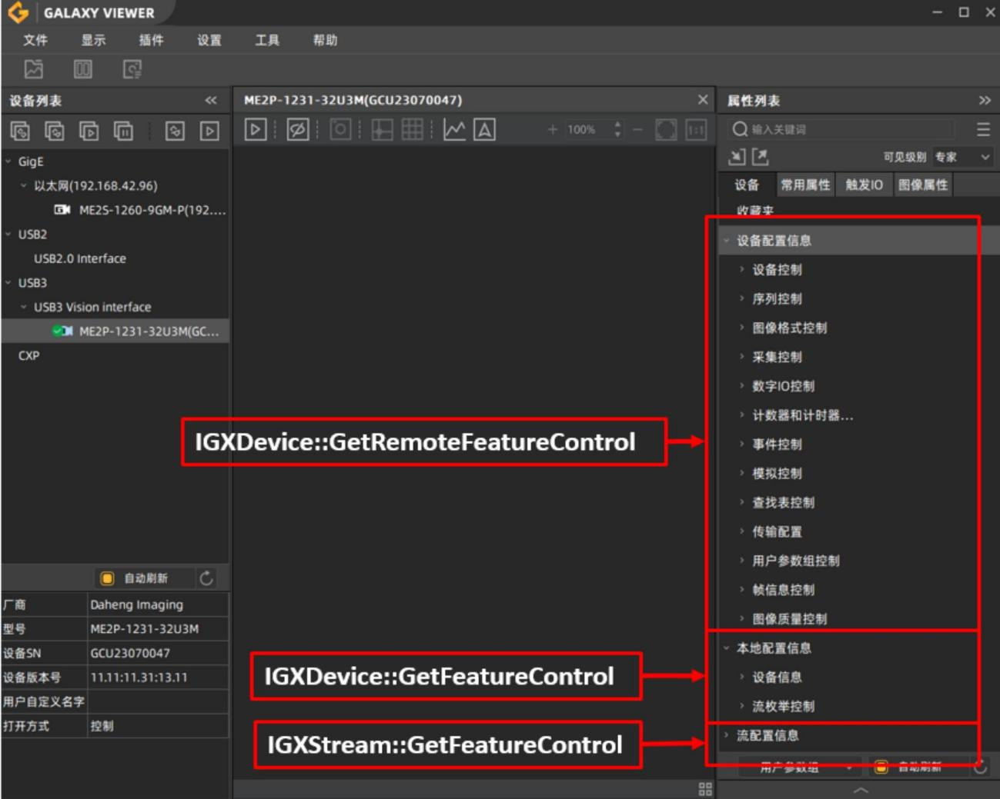 GALAXY VIEWER
文件 显示 插件 设置 工具 帮助
设备列表
GigE
以太网(192.168.42.96)
ME2S-1260-9GM-P(192....
USB2
USB2.0 Interface
USB3
USB3 Vision interface
ME2P-1231-32U3M(GC...
CXP
自动刷新
厂商 Daheng Imaging
型号 ME2P-1231-32U3M
设备SN GCU23070047
设备版本号 11.11:11.31:13.11
用户自定义名字
打开方式 控制
ME2P-1231-32U3M(GCU23070047)
100%
1:1
IGXDevice::GetRemoteFeatureControl
IGXDevice::GetFeatureControl
IGXStream::GetFeatureControl
属性列表
输入关键词
可见级别 专家
设备 常用属性 触发IO 图像属性
收藏夹
设备配置信息
设备控制
序列控制
图像格式控制
采集控制
数字IO控制
计数器和计时器...
事件控制
模拟控制
查找表控制
传输配置
用户参数组控制
帧信息控制
图像质量控制
本地配置信息
设备信息
流枚举控制
流配置信息
用户参数组 自动刷新